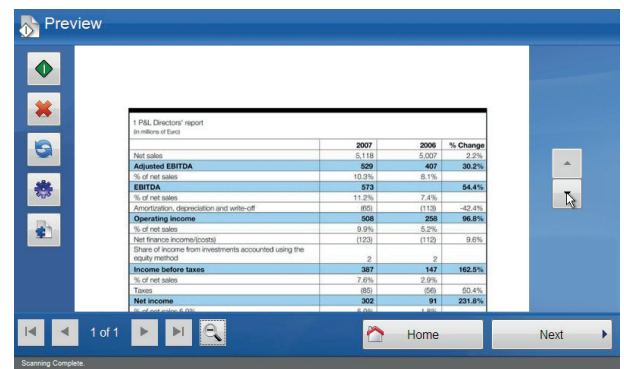 Preview
1 P&L Directors' report
(in millions of Euro)
2007 2006 % Change
Net sales 5,118 5,007 2.2%
Adjusted EBITDA 529 407 30.2%
% of net sales 10.3% 8.1%
EBITDA 573 54.4%
% of net sales 11.2% 7.4%
Amortization, depreciation and write-off (65) (113) -42.4%
Operating income 508 258 96.8%
% of net sales 9.9% 5.2%
Net finance income/(costs) (123) (112) 9.6%
Share of income from investments accounted using the
equity method 2 2
Income before taxes 387 147 162.5%
% of net sales 7.6% 2.9%
Taxes (85) (56) 50.4%
Net income 302 91 231.8%
1 of 1
Home
Next
Scanning Complete.